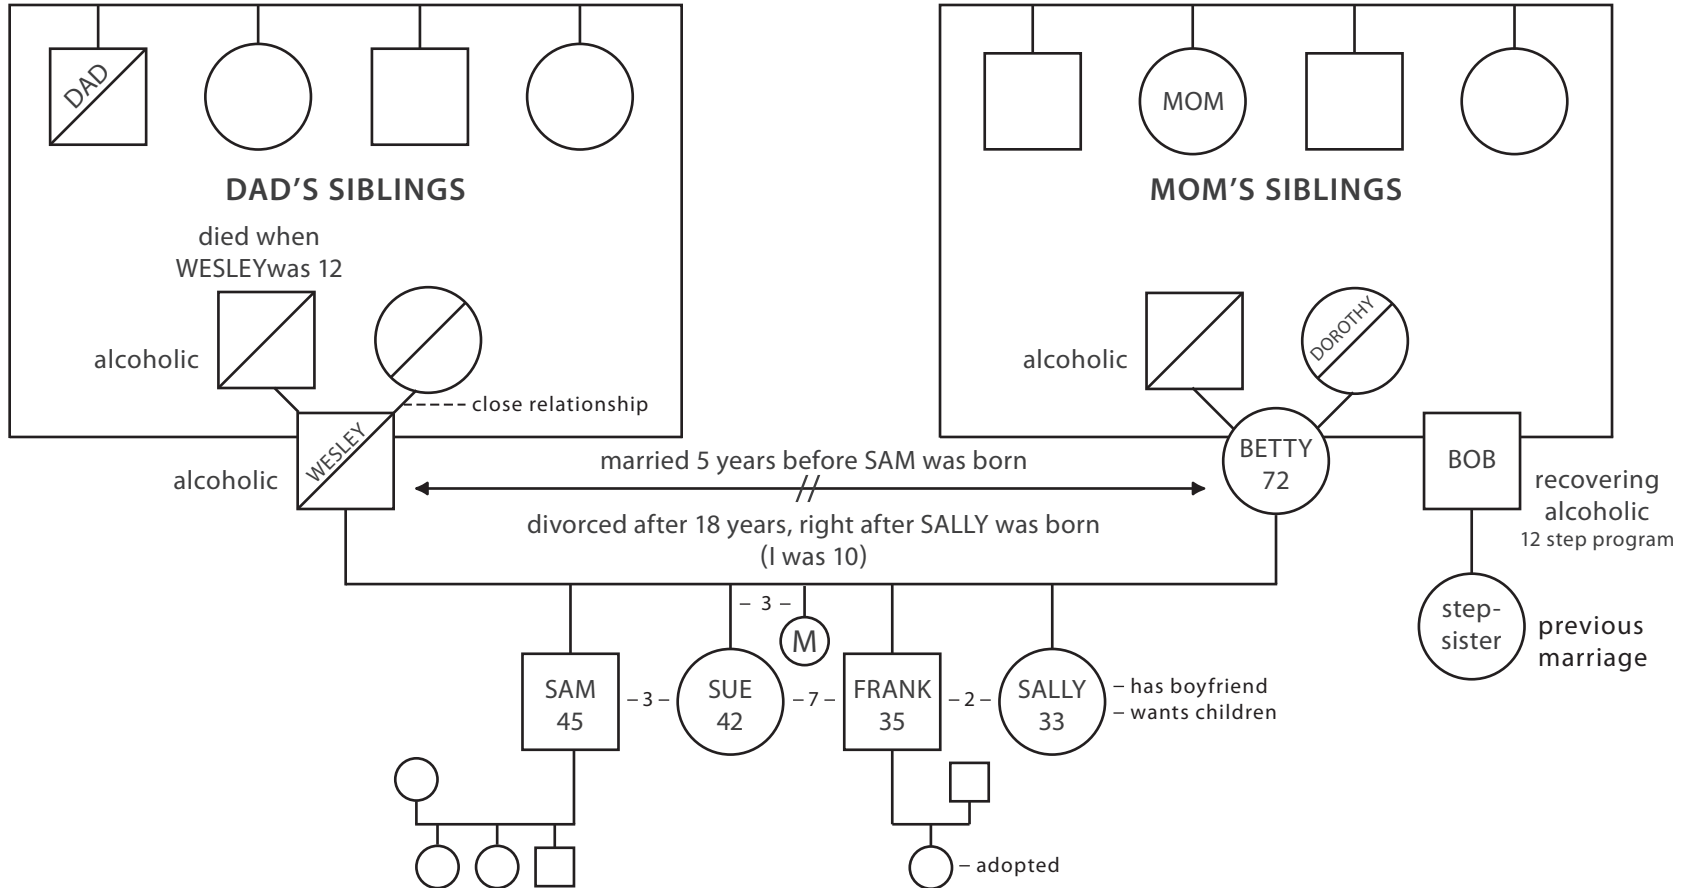 DAD
MOM
DAD'S SIBLINGS
MOM'S SIBLINGS
died when
WESLEYwas 12
alcoholic
alcoholic
DOROTHY
close relationship
WESLEY
alcoholic
married 5 years before SAM was born
divorced after 18 years, right after SALLY was born
(I was 10)
BETTY
72
BOB
recovering
alcoholic
12 step program
step-
sister
previous
marriage
– 3 –
M
SAM
45
– 3 –
SUE
42
– 7 –
FRANK
35
– 2 –
SALLY
33
– has boyfriend
– wants children
– adopted